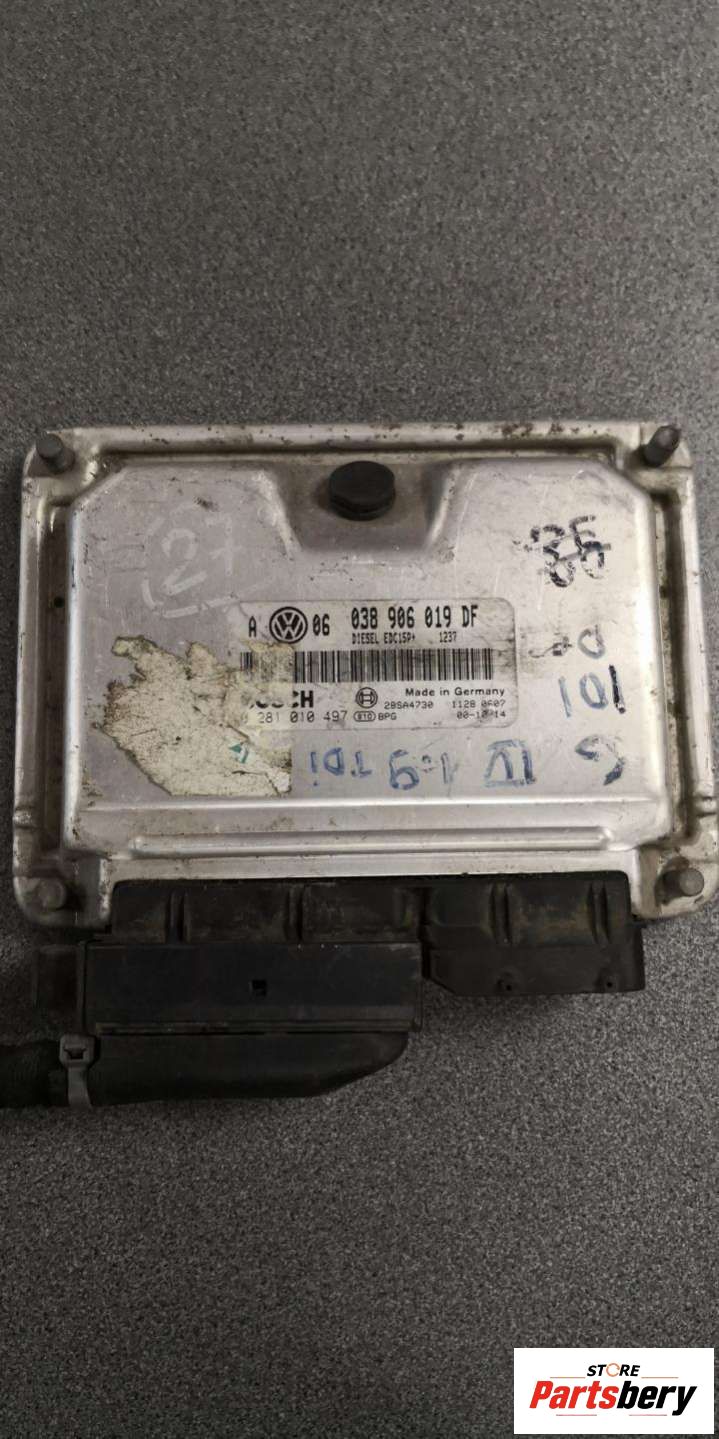 27
A 06 038 906 019 DF
DIESEL EDC15P+ 1237
Made in Germany
28SA4730 1128 0607
281 010 497 BPG
101
G IV 1.9 TDi
STORE
Partsbery